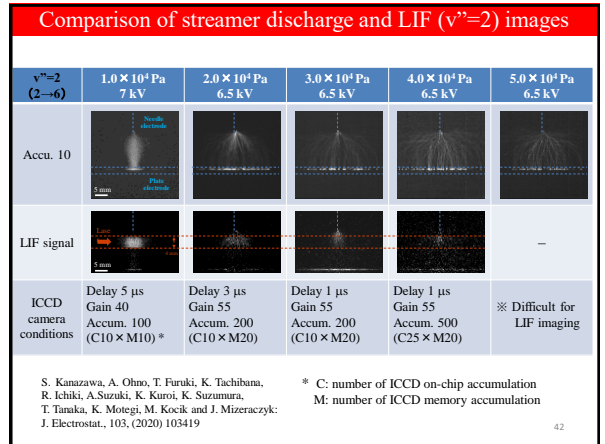 Comparison of streamer discharge and LIF (v”=2) images
v”=2
(2→6)
1.0×10⁴ Pa
7 kV
2.0×10⁴ Pa
6.5 kV
3.0×10⁴ Pa
6.5 kV
4.0×10⁴ Pa
6.5 kV
5.0×10⁴ Pa
6.5 kV
Accu. 10
Needle
electrode
Plate
electrode
5 mm
LIF signal
5 mm
–
ICCD
camera
conditions
Delay 5 μs
Gain 40
Accum. 100
(C10×M10) *
Delay 3 μs
Gain 55
Accum. 200
(C10×M20)
Delay 1 μs
Gain 55
Accum. 200
(C10×M20)
Delay 1 μs
Gain 55
Accum. 500
(C25×M20)
※ Difficult for
LIF imaging
S. Kanazawa, A. Ohno, T. Furuki, K. Tachibana,
R. Ichiki, A.Suzuki, K. Kuroi, K. Suzumura,
T. Tanaka, K. Motegi, M. Kocik and J. Mizeraczyk:
J. Electrostat., 103, (2020) 103419
* C: number of ICCD on-chip accumulation
M: number of ICCD memory accumulation
42